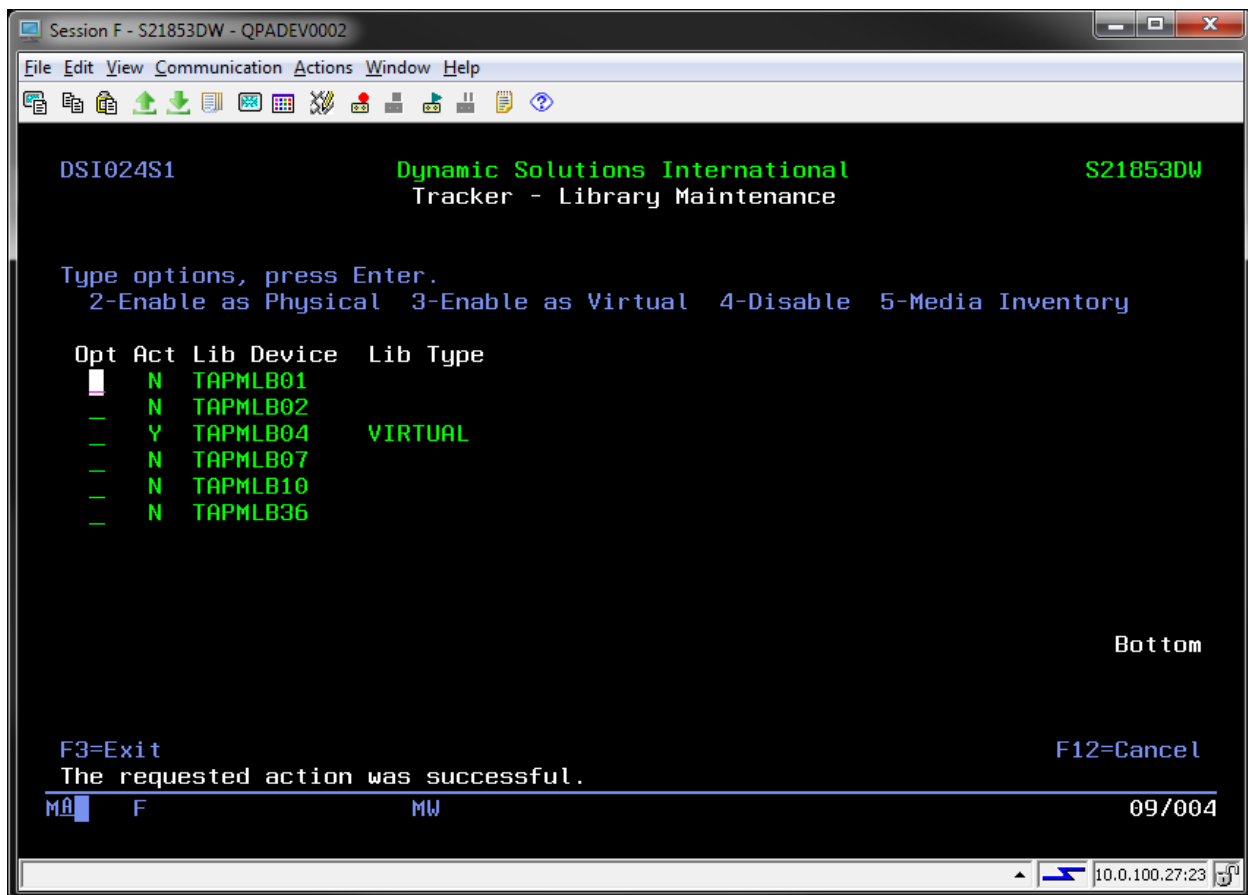 Session F - S21853DW - QPADEV0002
File Edit View Communication Actions Window Help
DSI024S1 Dynamic Solutions International S21853DW
Tracker - Library Maintenance
Type options, press Enter.
2-Enable as Physical 3-Enable as Virtual 4-Disable 5-Media Inventory
Opt Act Lib Device Lib Type
_ N TAPMLB01
_ N TAPMLB02
_ Y TAPMLB04 VIRTUAL
_ N TAPMLB07
_ N TAPMLB10
_ N TAPMLB36
Bottom
F3=Exit F12=Cancel
The requested action was successful.
MA F MW 09/004
10.0.100.27:23